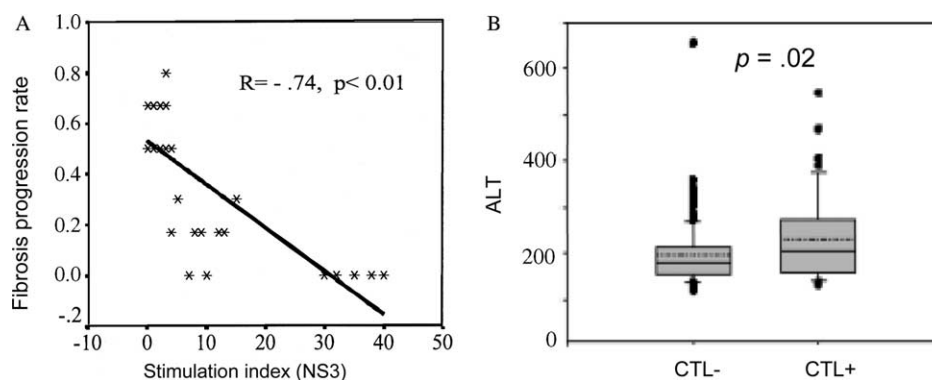 A
1.0
0.8
0.6
0.4
0.2
0.0
-.2
Fibrosis progression rate
R= - .74, p< 0.01
-10 0 10 20 30 40 50
Stimulation index (NS3)
B
600
400
200
0
ALT
p = .02
CTL- CTL+